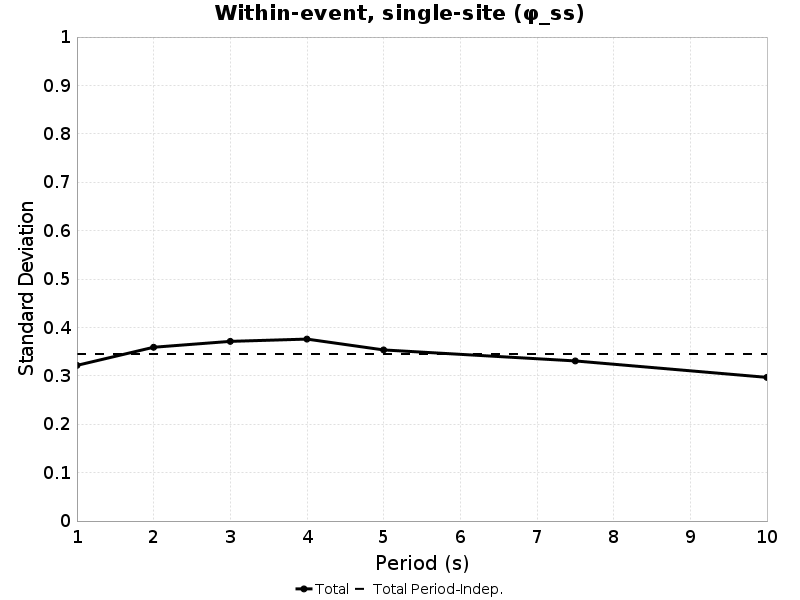 Within-event, single-site (φ_ss)
Standard Deviation
1
0.9
0.8
0.7
0.6
0.5
0.4
0.3
0.2
0.1
0
1 2 3 4 5 6 7 8 9 10
Period (s)
Total Total Period-Indep.